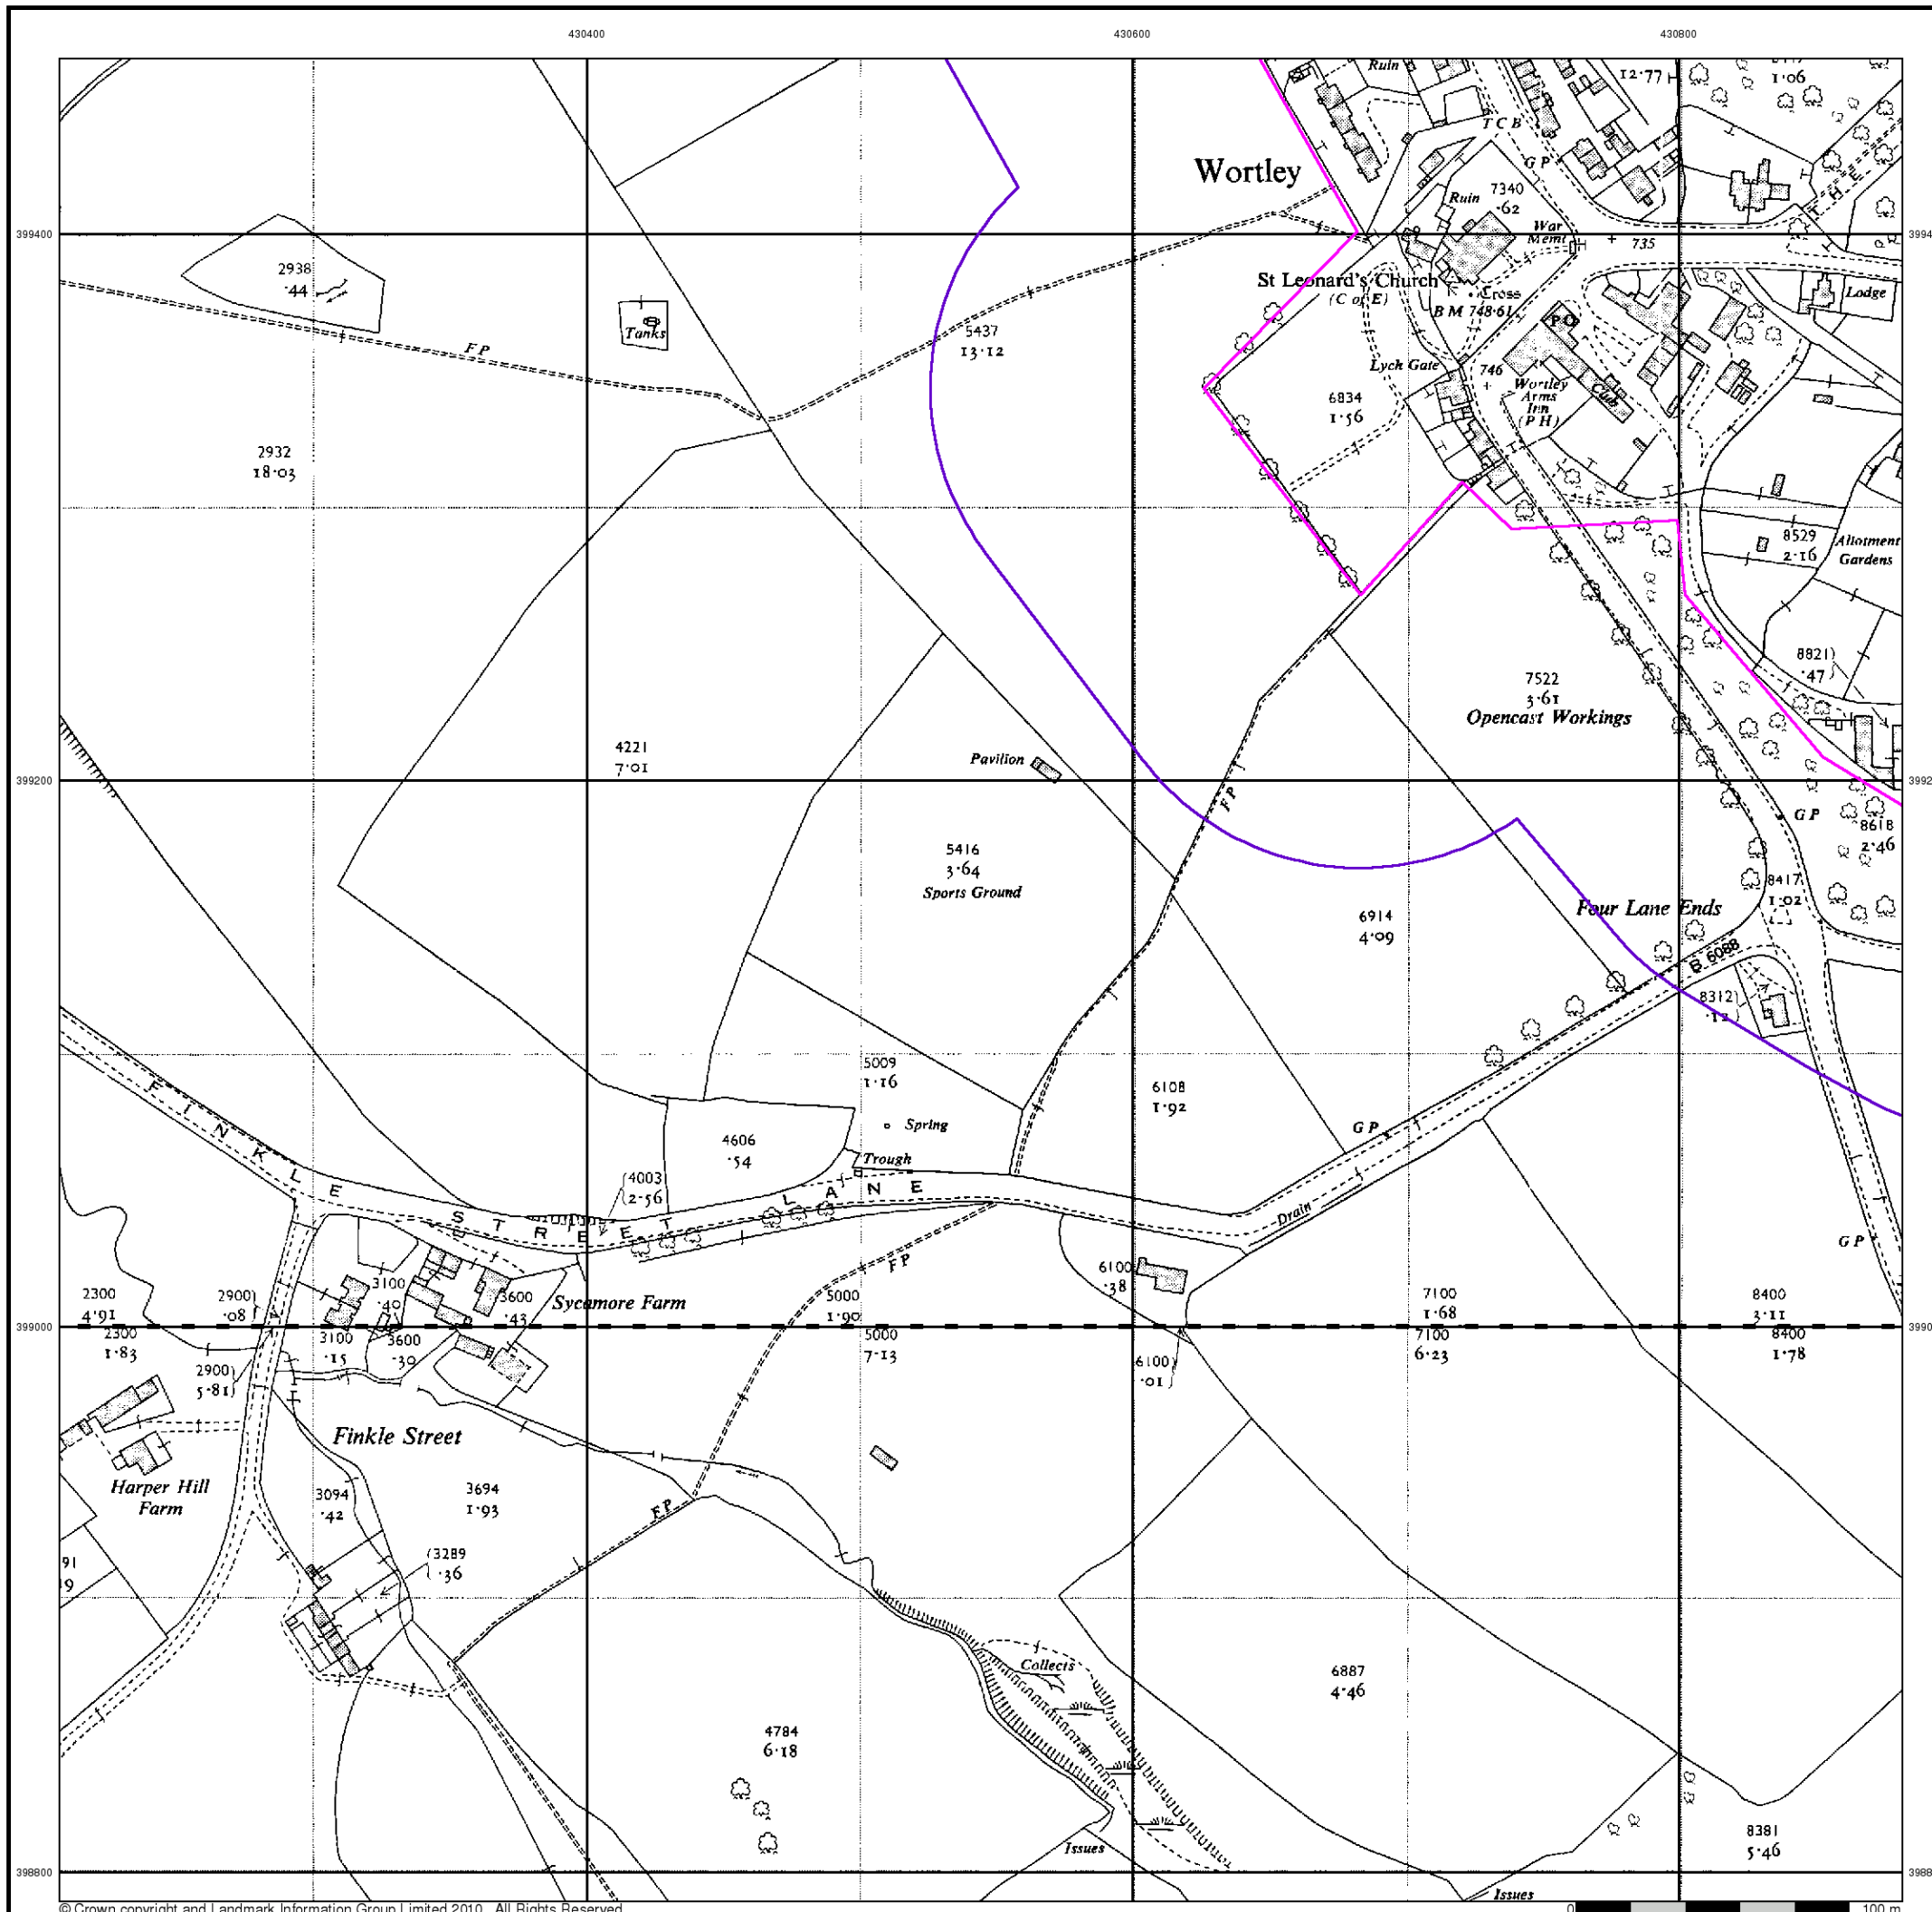 430400
430600
430800
Ruin
12·77
1·06
T C B
G P
Wortley
7340
·62
Ruin
War
Memt
735
T H E
399400
2938
·44
St Leonard's Church
(C of E)
Cross
B M 748·61
P O
Lodge
Tanks
F P
5437
13·12
Lych Gate
746
Wortley
Arms
Inn
(P H)
Club
6834
1·56
2932
18·03
8529
2·16
Allotment
Gardens
8821
·47
7522
3·61
Opencast Workings
4221
7·01
Pavilion
399200
F P
G P
8618
2·46
5416
3·64
Sports Ground
8417
1·02
Four Lane Ends
6914
4·09
B 6088
8312
·12
5009
1·16
6108
1·92
Spring
G P
4606
·54
Trough
4003
2·56
FINKLE STREET LANE
Drain
G P
F P
6100
·38
2300
4·91
2900
·08
3100
·40
3600
·43
Sycamore Farm
5000
1·90
7100
1·68
8400
3·11
399000
2300
1·83
3100
·15
3600
·39
5000
7·13
6100
·01
7100
6·23
8400
1·78
2900
5·81
Finkle Street
Harper Hill
Farm
3094
·42
3694
1·93
F P
91
9
3289
·36
Collects
6887
4·46
4784
6·18
Issues
8381
5·46
398800
Issues
© Crown copyright and Landmark Information Group Limited 2010. All Rights Reserved.
0
100 m